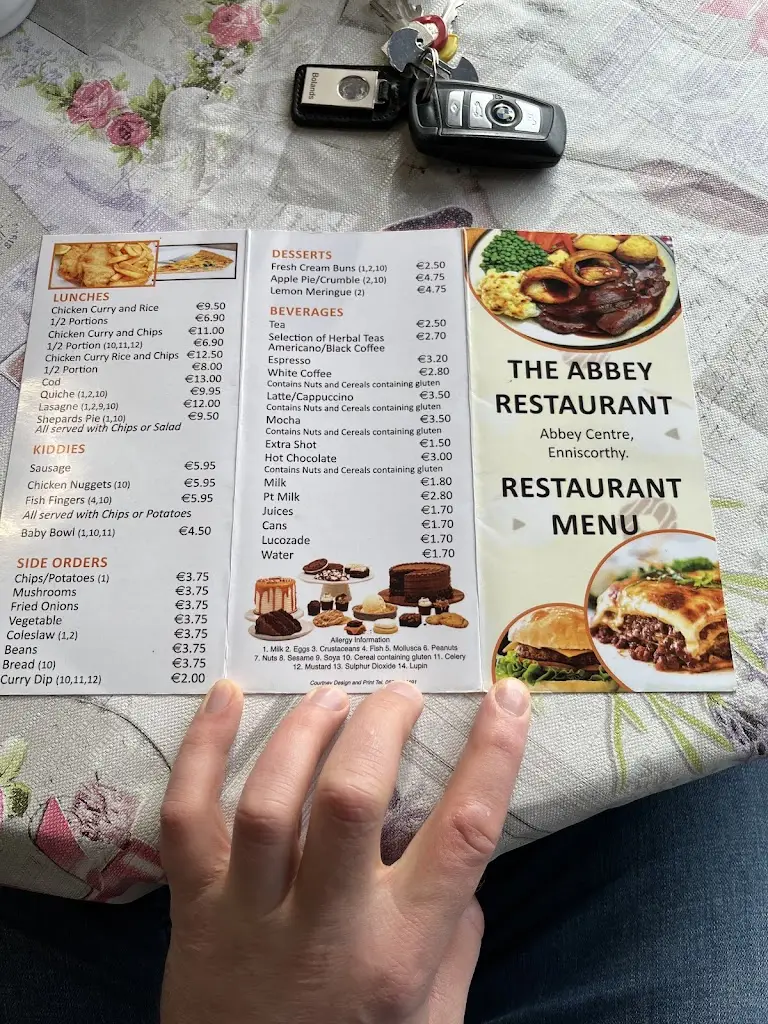 Bolands
LUNCHES
Chicken Curry and Rice €9.50
1/2 Portions €6.90
Chicken Curry and Chips €11.00
1/2 Portion (10,11,12) €6.90
Chicken Curry Rice and Chips €12.50
1/2 Portion €8.00
Cod €13.00
Quiche (1,2,10) €9.95
Lasagne (1,2,9,10) €12.00
Shepards Pie (1,10) €9.50
All served with Chips or Salad
KIDDIES
Sausage €5.95
Chicken Nuggets (10) €5.95
Fish Fingers (4,10) €5.95
All served with Chips or Potatoes
Baby Bowl (1,10,11) €4.50
SIDE ORDERS
Chips/Potatoes (1) €3.75
Mushrooms €3.75
Fried Onions €3.75
Vegetable €3.75
Coleslaw (1,2) €3.75
Beans €3.75
Bread (10) €3.75
Curry Dip (10,11,12) €2.00
DESSERTS
Fresh Cream Buns (1,2,10) €2.50
Apple Pie/Crumble (2,10) €4.75
Lemon Meringue (2) €4.75
BEVERAGES
Tea €2.50
Selection of Herbal Teas €2.70
Americano/Black Coffee
Espresso €3.20
White Coffee €2.80
Contains Nuts and Cereals containing gluten
Latte/Cappuccino €3.50
Contains Nuts and Cereals containing gluten
Mocha €3.50
Contains Nuts and Cereals containing gluten
Extra Shot €1.50
Hot Chocolate €3.00
Contains Nuts and Cereals containing gluten
Milk €1.80
Pt Milk €2.80
Juices €1.70
Cans €1.70
Lucozade €1.70
Water €1.70
Allergy Information
1. Milk 2. Eggs 3. Crustaceans 4. Fish 5. Mollusca 6. Peanuts
7. Nuts 8. Sesame 9. Soya 10. Cereal containing gluten 11. Celery
12. Mustard 13. Sulphur Dioxide 14. Lupin
Courtney Design and Print Tel.
THE ABBEY
RESTAURANT
Abbey Centre,
Enniscorthy.
RESTAURANT
MENU